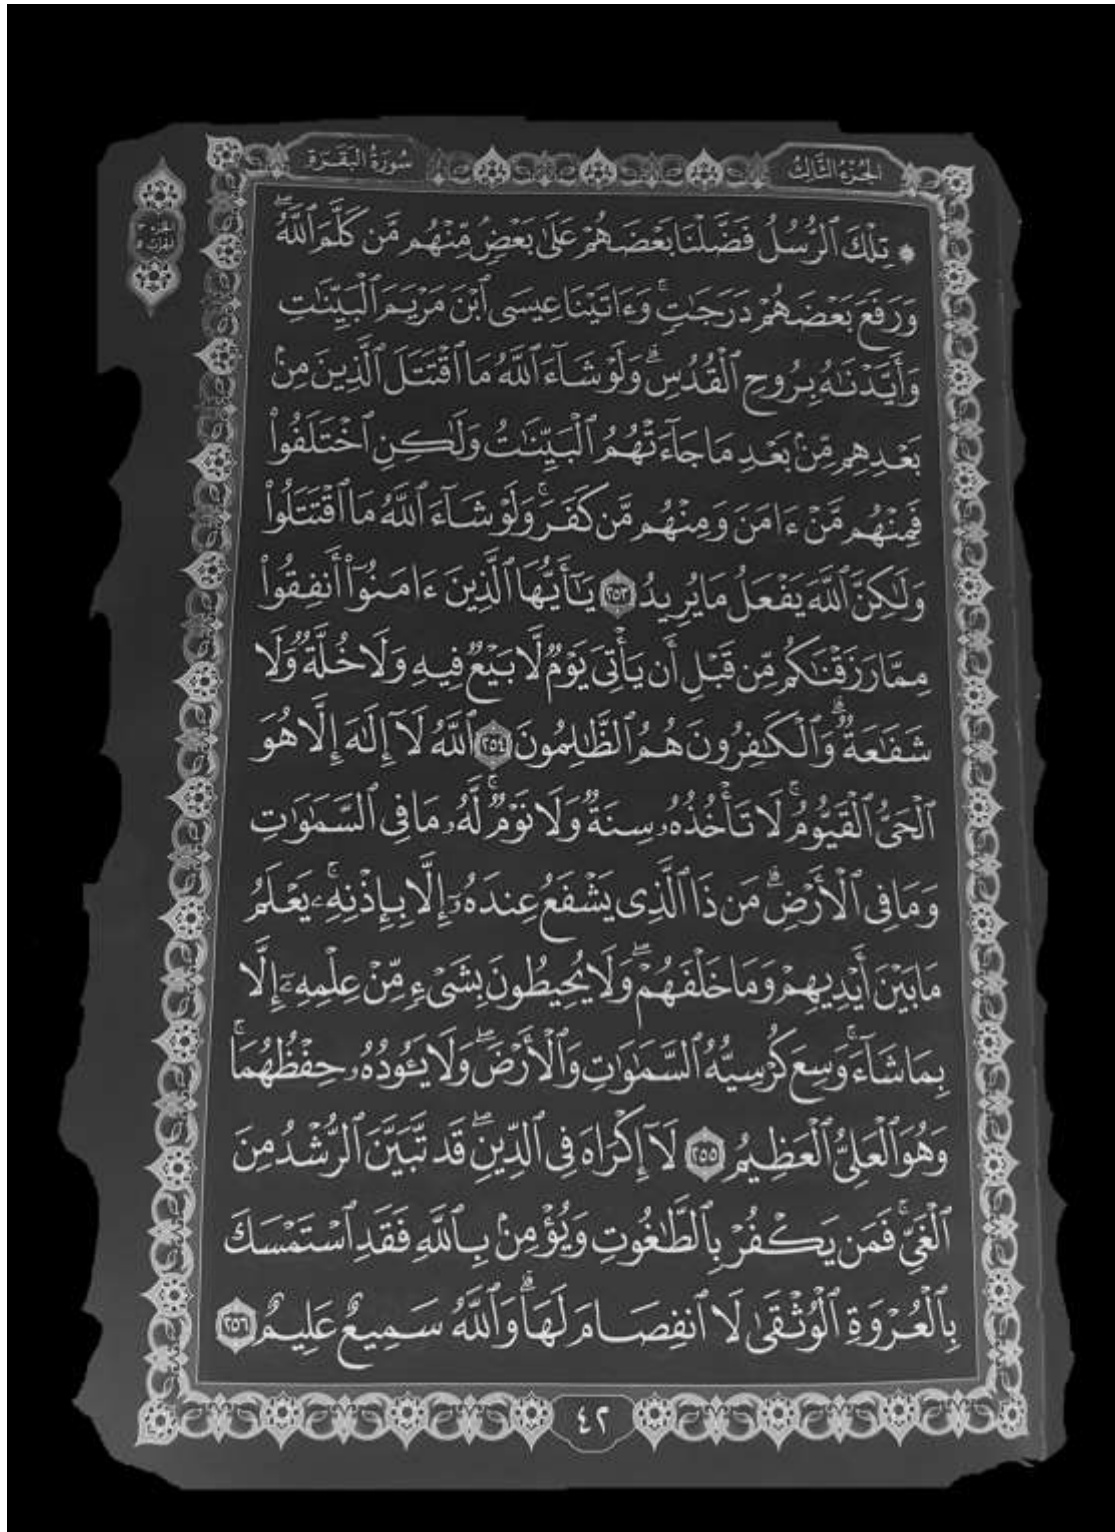 الجزء الثالث
سورة البقرة
۞ تِلْكَ ٱلرُّسُلُ فَضَّلْنَا بَعْضَهُمْ عَلَىٰ بَعْضٍ مِّنْهُم مَّن كَلَّمَ ٱللَّهُۖ
وَرَفَعَ بَعْضَهُمْ دَرَجَٰتٍۚ وَءَاتَيْنَا عِيسَى ٱبْنَ مَرْيَمَ ٱلْبَيِّنَٰتِ
وَأَيَّدْنَٰهُ بِرُوحِ ٱلْقُدُسِۗ وَلَوْ شَآءَ ٱللَّهُ مَا ٱقْتَتَلَ ٱلَّذِينَ مِنۢ
بَعْدِهِم مِّنۢ بَعْدِ مَا جَآءَتْهُمُ ٱلْبَيِّنَٰتُ وَلَٰكِنِ ٱخْتَلَفُوا۟
فَمِنْهُم مَّنْ ءَامَنَ وَمِنْهُم مَّن كَفَرَۚ وَلَوْ شَآءَ ٱللَّهُ مَا ٱقْتَتَلُوا۟
وَلَٰكِنَّ ٱللَّهَ يَفْعَلُ مَا يُرِيدُ ٢٥٣ يَٰٓأَيُّهَا ٱلَّذِينَ ءَامَنُوٓا۟ أَنفِقُوا۟
مِمَّا رَزَقْنَٰكُم مِّن قَبْلِ أَن يَأْتِىَ يَوْمٌ لَّا بَيْعٌ فِيهِ وَلَا خُلَّةٌ وَلَا
شَفَٰعَةٌۗ وَٱلْكَٰفِرُونَ هُمُ ٱلظَّٰلِمُونَ ٢٥٤ ٱللَّهُ لَآ إِلَٰهَ إِلَّا هُوَ
ٱلْحَىُّ ٱلْقَيُّومُۚ لَا تَأْخُذُهُۥ سِنَةٌ وَلَا نَوْمٌۚ لَّهُۥ مَا فِى ٱلسَّمَٰوَٰتِ
وَمَا فِى ٱلْأَرْضِۗ مَن ذَا ٱلَّذِى يَشْفَعُ عِندَهُۥٓ إِلَّا بِإِذْنِهِۦۚ يَعْلَمُ
مَا بَيْنَ أَيْدِيهِمْ وَمَا خَلْفَهُمْۖ وَلَا يُحِيطُونَ بِشَىْءٍ مِّنْ عِلْمِهِۦٓ إِلَّا
بِمَا شَآءَۚ وَسِعَ كُرْسِيُّهُ ٱلسَّمَٰوَٰتِ وَٱلْأَرْضَۖ وَلَا يَـُٔودُهُۥ حِفْظُهُمَاۚ
وَهُوَ ٱلْعَلِىُّ ٱلْعَظِيمُ ٢٥٥ لَآ إِكْرَاهَ فِى ٱلدِّينِۖ قَد تَّبَيَّنَ ٱلرُّشْدُ مِنَ
ٱلْغَىِّۚ فَمَن يَكْفُرْ بِٱلطَّٰغُوتِ وَيُؤْمِنۢ بِٱللَّهِ فَقَدِ ٱسْتَمْسَكَ
بِٱلْعُرْوَةِ ٱلْوُثْقَىٰ لَا ٱنفِصَامَ لَهَاۗ وَٱللَّهُ سَمِيعٌ عَلِيمٌ ٢٥٦
٤٢